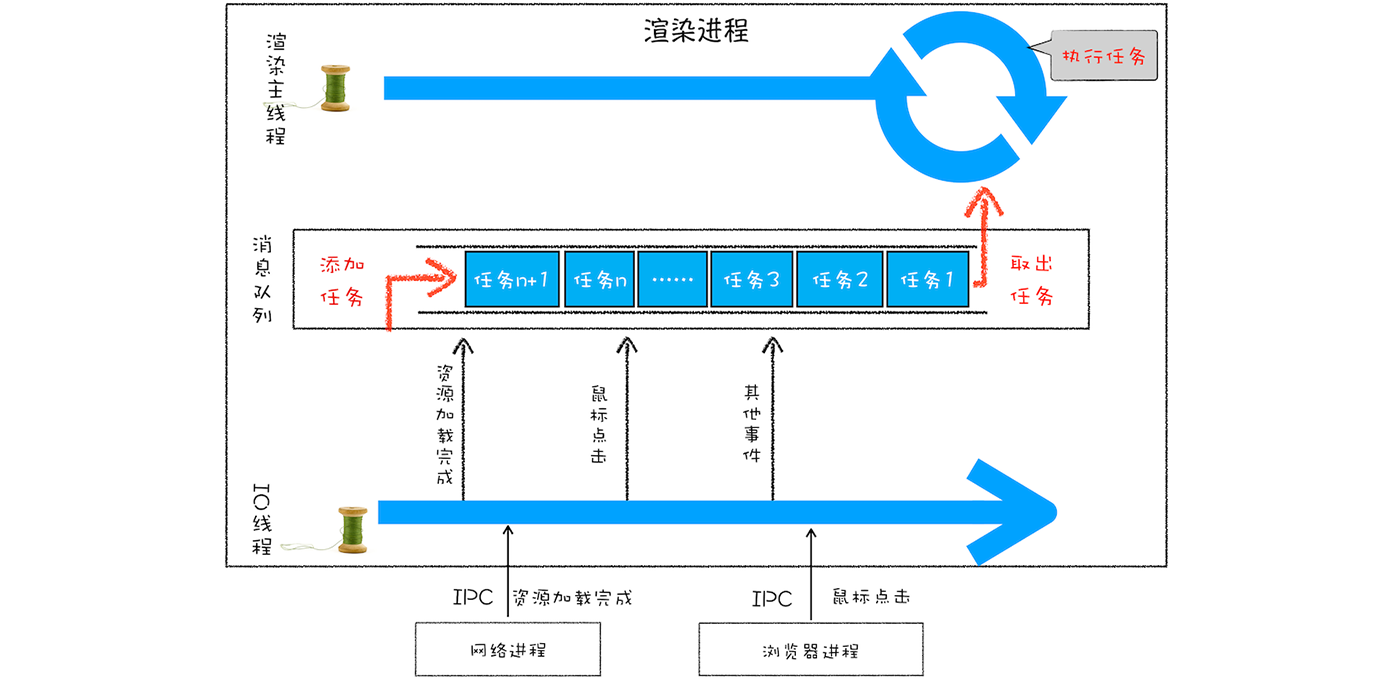 渲染进程
渲染主线程
执行任务
消息队列
添加
任务
任务n+1
任务n
......
任务3
任务2
任务1
取出
任务
资源加载完成
鼠标点击
其他事件
IO线程
IPC
资源加载完成
IPC
鼠标点击
网络进程
浏览器进程